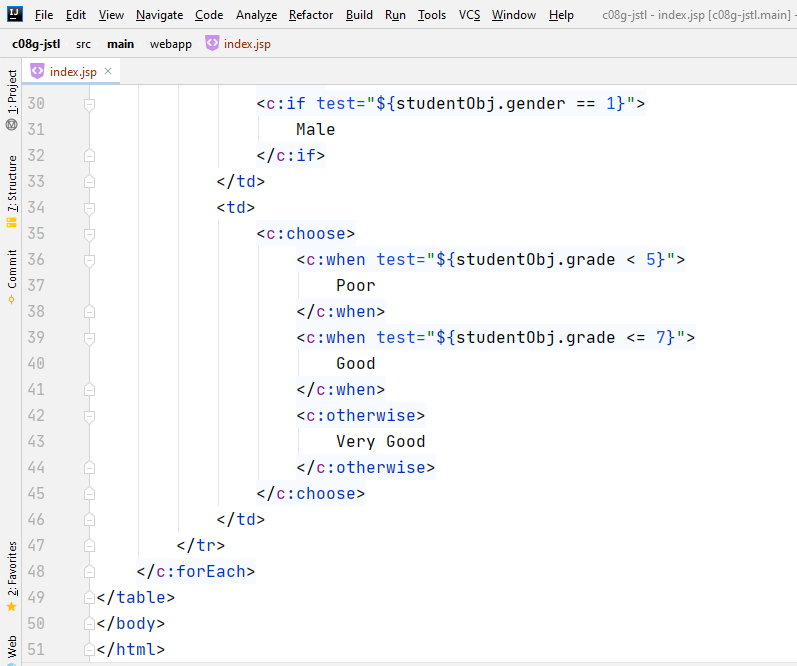 File Edit View Navigate Code Analyze Refactor Build Run Tools VCS Window Help c08g-jstl - index.jsp [c08g-jstl.main] -
c08g-jstl src main webapp index.jsp
index.jsp
1: Project
7: Structure
Commit
2: Favorites
Web
30 <c:if test="${studentObj.gender == 1}">
31 Male
32 </c:if>
33 </td>
34 <td>
35 <c:choose>
36 <c:when test="${studentObj.grade < 5}">
37 Poor
38 </c:when>
39 <c:when test="${studentObj.grade <= 7}">
40 Good
41 </c:when>
42 <c:otherwise>
43 Very Good
44 </c:otherwise>
45 </c:choose>
46 </td>
47 </tr>
48 </c:forEach>
49 </table>
50 </body>
51 </html>